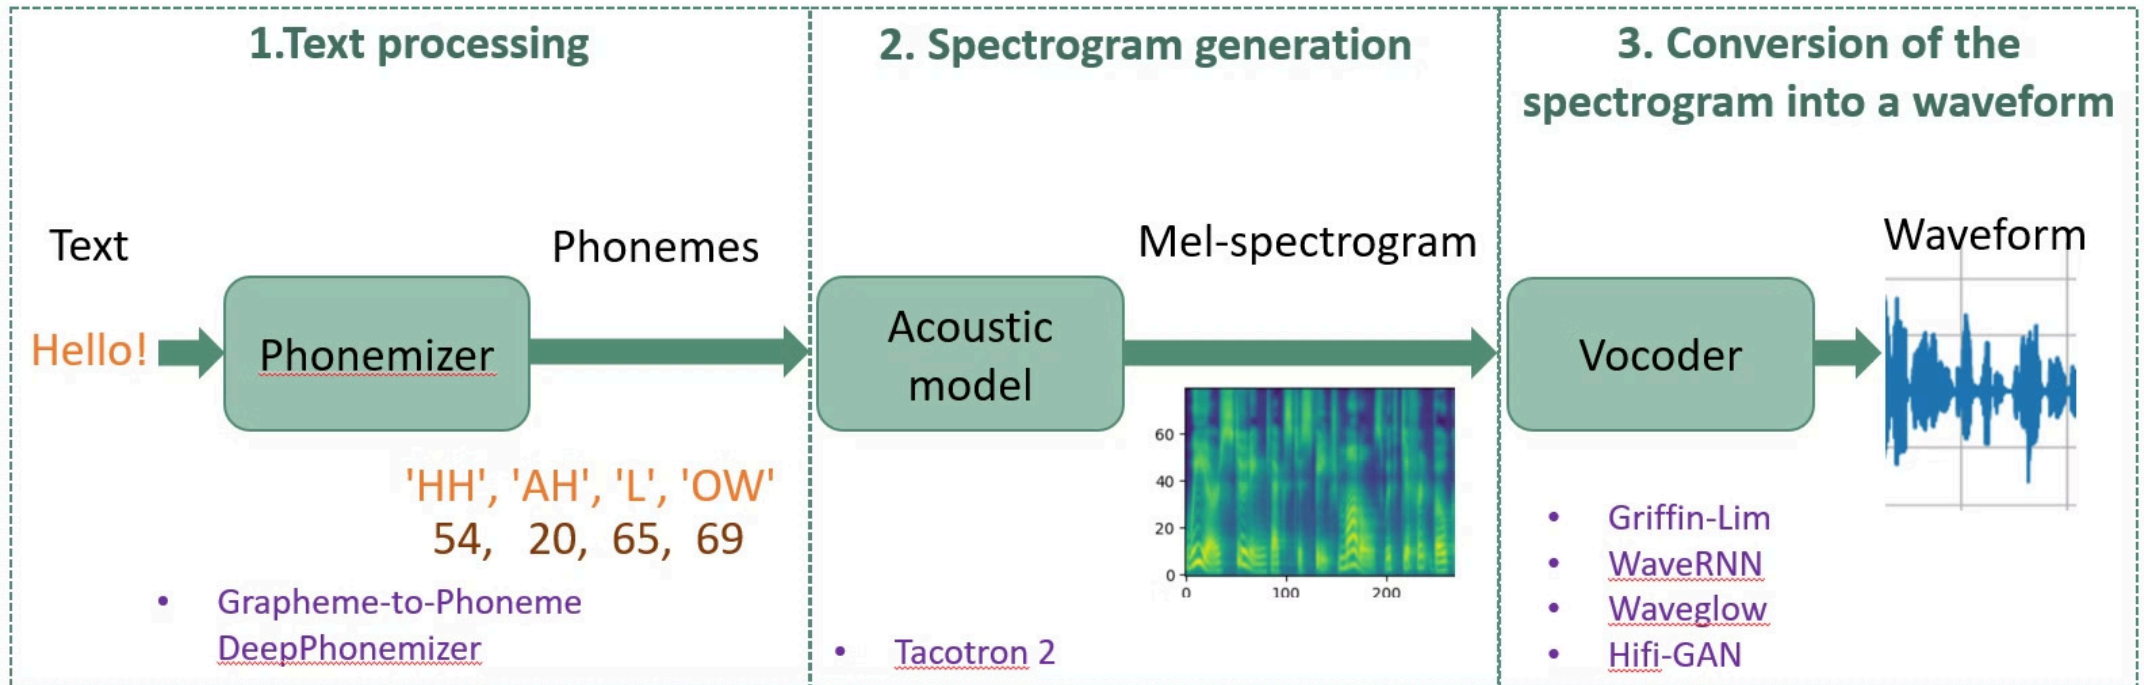 1.Text processing
Text
Phonemes
Hello!
Phonemizer
'HH', 'AH', 'L', 'OW'
54, 20, 65, 69
• Grapheme-to-Phoneme
DeepPhonemizer
2. Spectrogram generation
Mel-spectrogram
Acoustic
model
60
40
20
0
0 100 200
• Tacotron 2
3. Conversion of the
spectrogram into a waveform
Waveform
Vocoder
• Griffin-Lim
• WaveRNN
• Waveglow
• Hifi-GAN